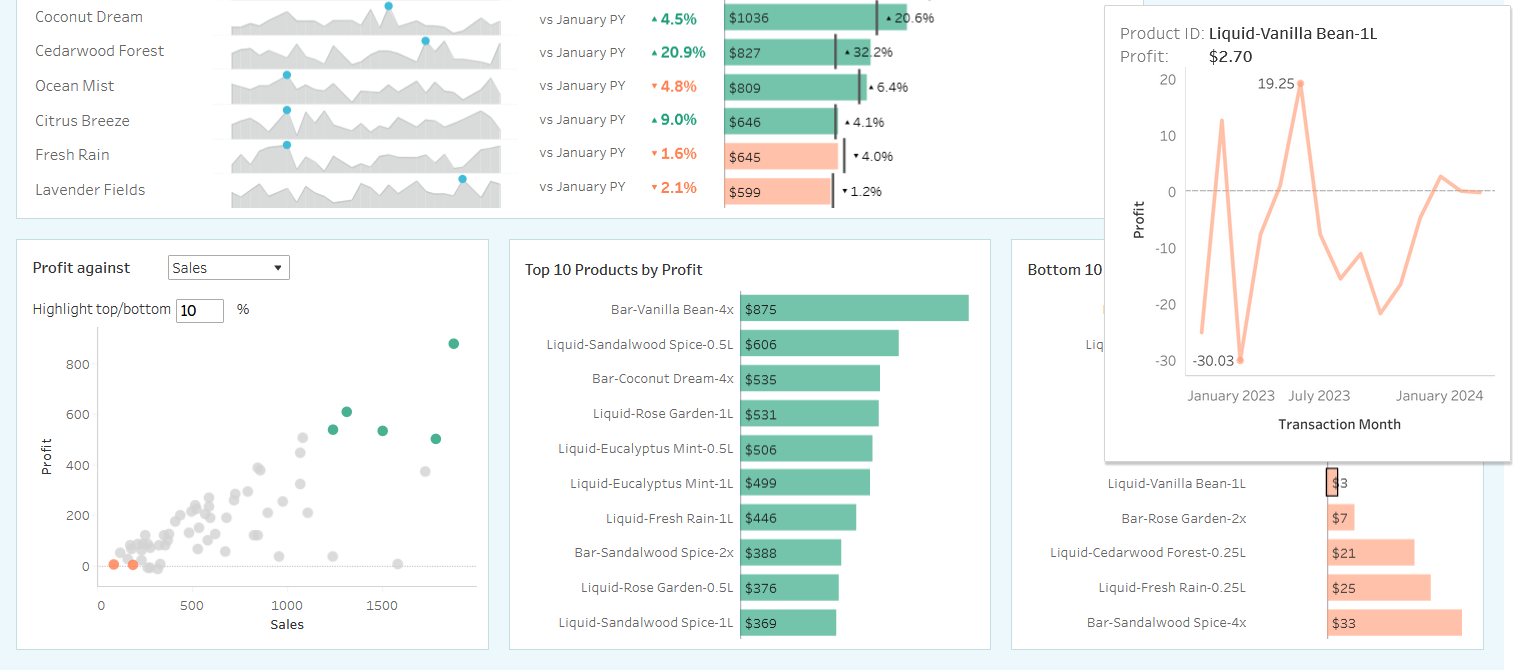 Coconut Dream vs January PY ▲ 4.5% $1036 ▲ 20.6%
Cedarwood Forest vs January PY ▲ 20.9% $827 ▲ 32.2%
Ocean Mist vs January PY ▼ 4.8% $809 ▲ 6.4%
Citrus Breeze vs January PY ▲ 9.0% $646 ▲ 4.1%
Fresh Rain vs January PY ▼ 1.6% $645 ▼ 4.0%
Lavender Fields vs January PY ▼ 2.1% $599 ▼ 1.2%
Product ID: Liquid-Vanilla Bean-1L
Profit: $2.70
20
19.25
10
0
-10
-20
-30
-30.03
Profit
January 2023 July 2023 January 2024
Transaction Month
Profit against Sales
Highlight top/bottom 10 %
800
600
400
200
0
Profit
0 500 1000 1500
Sales
Top 10 Products by Profit
Bar-Vanilla Bean-4x $875
Liquid-Sandalwood Spice-0.5L $606
Bar-Coconut Dream-4x $535
Liquid-Rose Garden-1L $531
Liquid-Eucalyptus Mint-0.5L $506
Liquid-Eucalyptus Mint-1L $499
Liquid-Fresh Rain-1L $446
Bar-Sandalwood Spice-2x $388
Liquid-Rose Garden-0.5L $376
Liquid-Sandalwood Spice-1L $369
Bottom 10
Liq
Liquid-Vanilla Bean-1L $3
Bar-Rose Garden-2x $7
Liquid-Cedarwood Forest-0.25L $21
Liquid-Fresh Rain-0.25L $25
Bar-Sandalwood Spice-4x $33